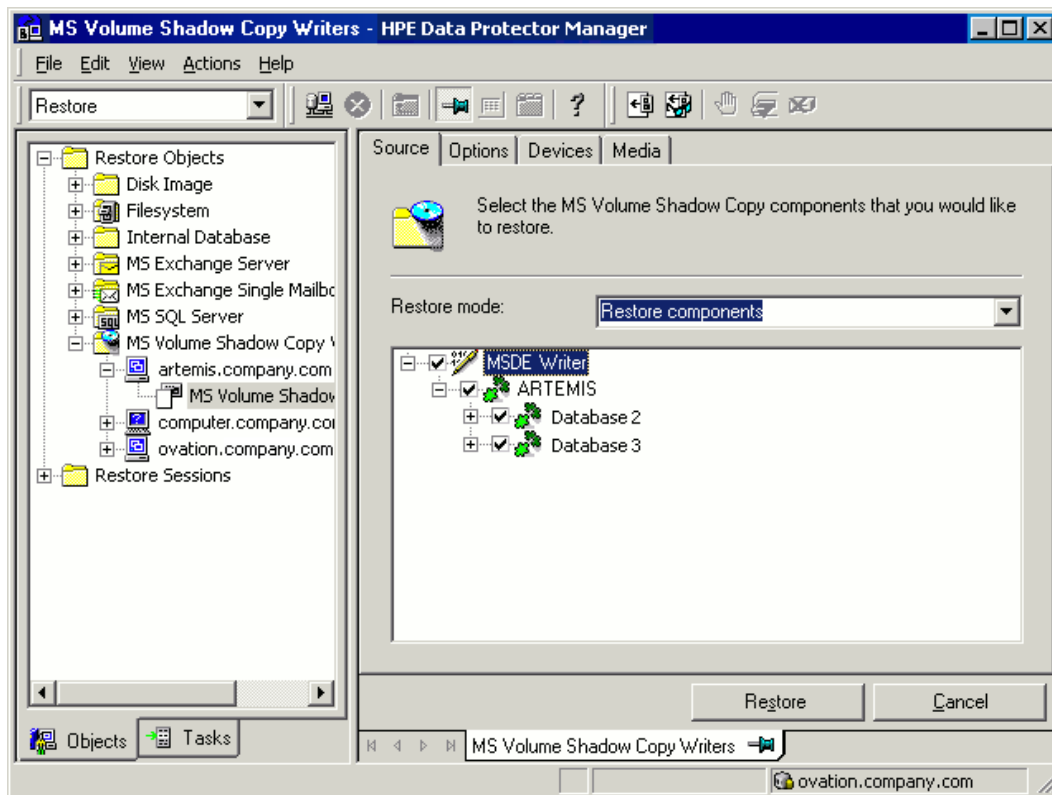 MS Volume Shadow Copy Writers - HPE Data Protector Manager
File Edit View Actions Help
Restore
Source Options Devices Media
Restore Objects
Disk Image
Filesystem
Internal Database
MS Exchange Server
MS Exchange Single Mailbo
MS SQL Server
MS Volume Shadow Copy
artemis.company.com
MS Volume Shadow
computer.company.co
ovation.company.com
Restore Sessions
Select the MS Volume Shadow Copy components that you would like
to restore.
Restore mode: Restore components
MSDE Writer
ARTEMIS
Database 2
Database 3
Restore Cancel
Objects Tasks
MS Volume Shadow Copy Writers
ovation.company.com